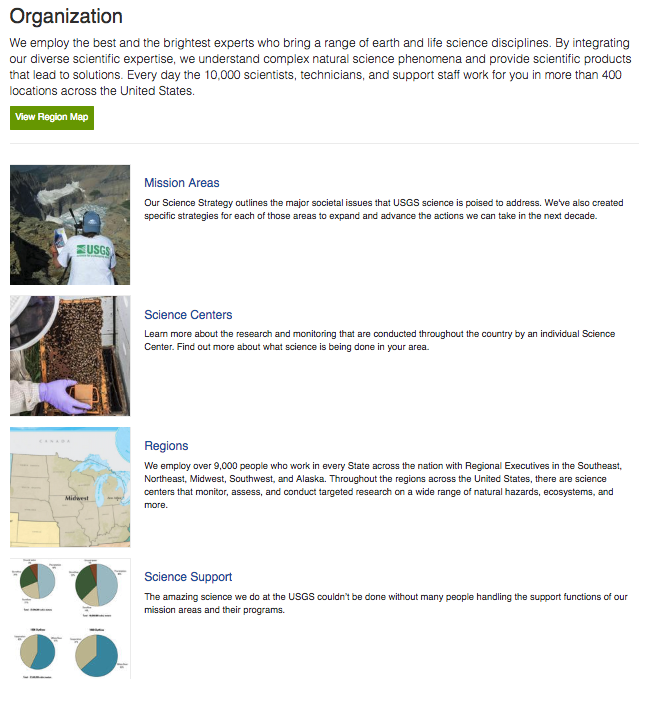 Organization
We employ the best and the brightest experts who bring a range of earth and life science disciplines. By integrating
our diverse scientific expertise, we understand complex natural science phenomena and provide scientific products
that lead to solutions. Every day the 10,000 scientists, technicians, and support staff work for you in more than 400
locations across the United States.
View Region Map
USGS
Mission Areas
Our Science Strategy outlines the major societal issues that USGS science is poised to address. We've also created
specific strategies for each of those areas to expand and advance the actions we can take in the next decade.
Science Centers
Learn more about the research and monitoring that are conducted throughout the country by an individual Science
Center. Find out more about what science is being done in your area.
CANADA
Midwest
Regions
We employ over 9,000 people who work in every State across the nation with Regional Executives in the Southeast,
Northeast, Midwest, Southwest, and Alaska. Throughout the regions across the United States, there are science
centers that monitor, assess, and conduct targeted research on a wide range of natural hazards, ecosystems, and
more.
Science Support
The amazing science we do at the USGS couldn't be done without many people handling the support functions of our
mission areas and their programs.